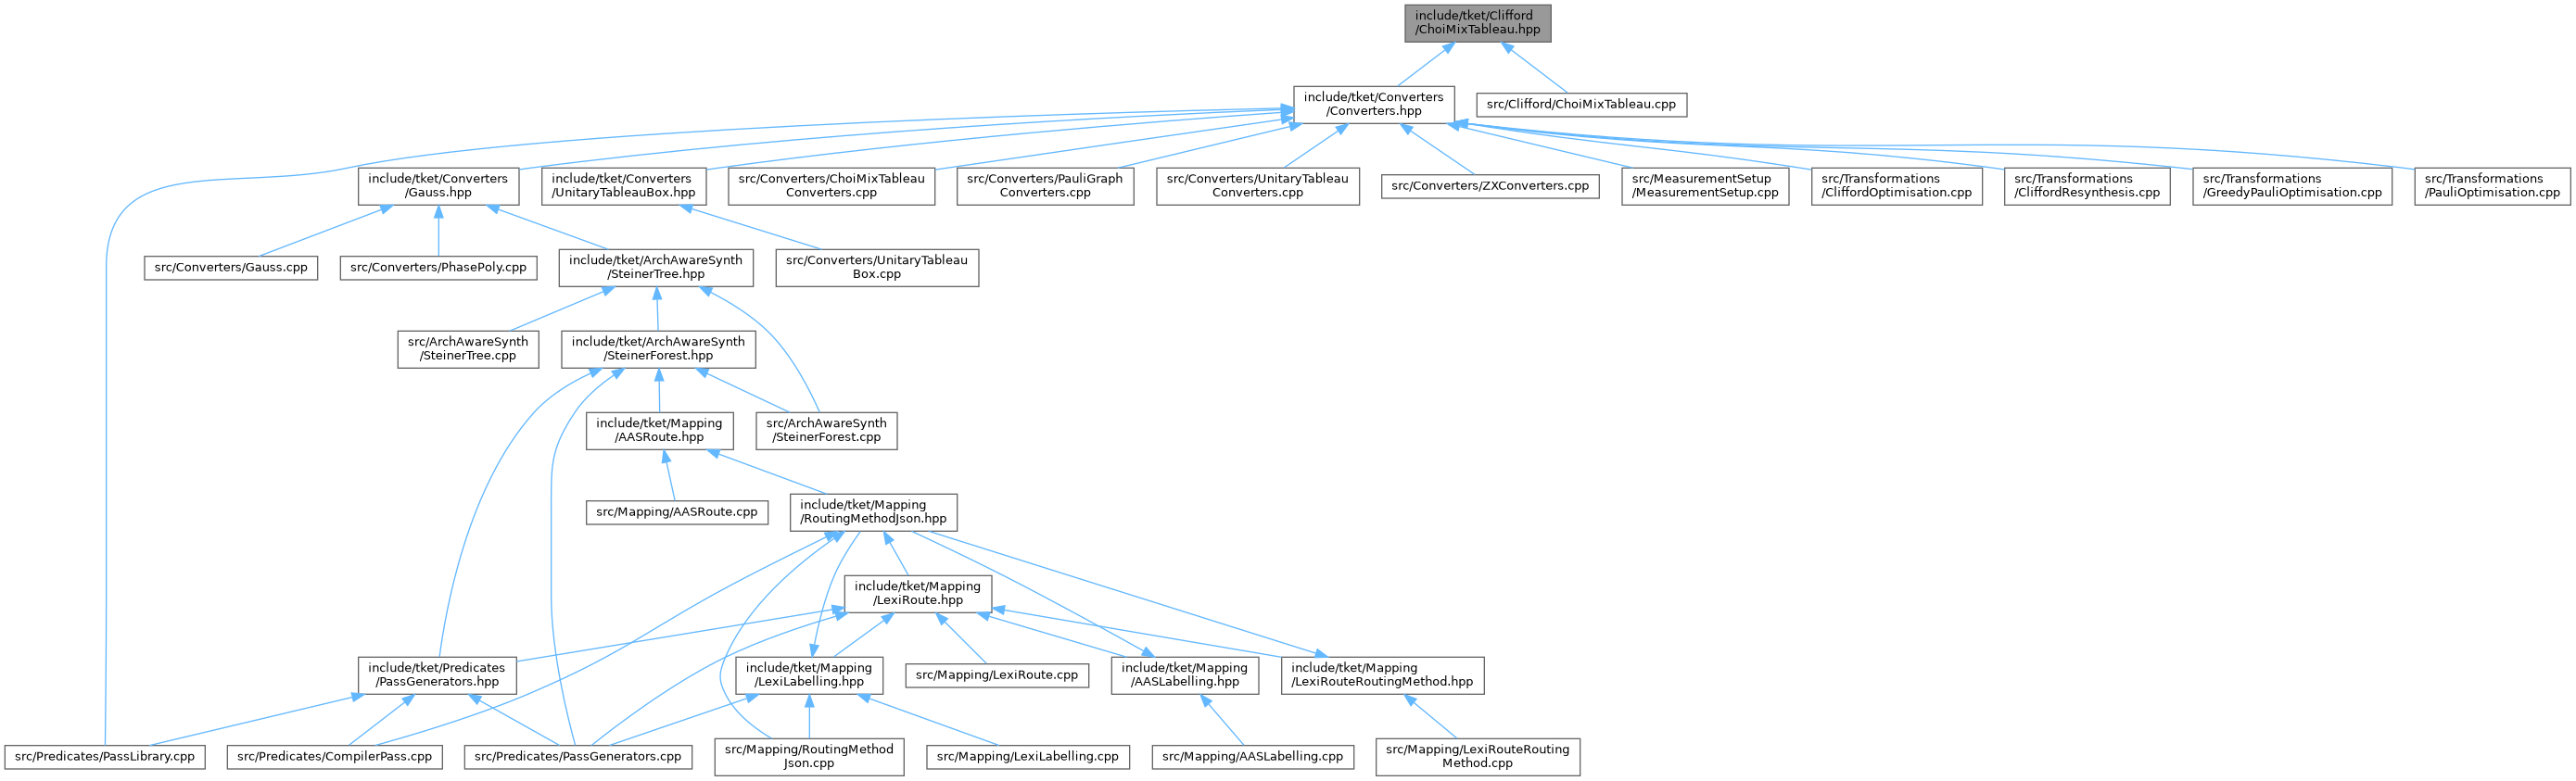 include/tket/Clifford
/ChoiMixTableau.hpp
include/tket/Converters
/Converters.hpp
src/Clifford/ChoiMixTableau.cpp
include/tket/Converters
/Gauss.hpp
include/tket/Converters
/UnitaryTableauBox.hpp
src/Converters/ChoiMixTableau
Converters.cpp
src/Converters/PauliGraph
Converters.cpp
src/Converters/UnitaryTableau
Converters.cpp
src/Converters/ZXConverters.cpp
src/MeasurementSetup
/MeasurementSetup.cpp
src/Transformations
/CliffordOptimisation.cpp
src/Transformations
/CliffordResynthesis.cpp
src/Transformations
/GreedyPauliOptimisation.cpp
src/Transformations
/PauliOptimisation.cpp
src/Converters/Gauss.cpp
src/Converters/PhasePoly.cpp
include/tket/ArchAwareSynth
/SteinerTree.hpp
src/Converters/UnitaryTableau
Box.cpp
src/ArchAwareSynth
/SteinerTree.cpp
include/tket/ArchAwareSynth
/SteinerForest.hpp
include/tket/Mapping
/AASRoute.hpp
src/ArchAwareSynth
/SteinerForest.cpp
src/Mapping/AASRoute.cpp
include/tket/Mapping
/RoutingMethodJson.hpp
include/tket/Mapping
/LexiRoute.hpp
include/tket/Predicates
/PassGenerators.hpp
include/tket/Mapping
/LexiLabelling.hpp
src/Mapping/LexiRoute.cpp
include/tket/Mapping
/AASLabelling.hpp
include/tket/Mapping
/LexiRouteRoutingMethod.hpp
src/Predicates/PassLibrary.cpp
src/Predicates/CompilerPass.cpp
src/Predicates/PassGenerators.cpp
src/Mapping/RoutingMethod
Json.cpp
src/Mapping/LexiLabelling.cpp
src/Mapping/AASLabelling.cpp
src/Mapping/LexiRouteRouting
Method.cpp